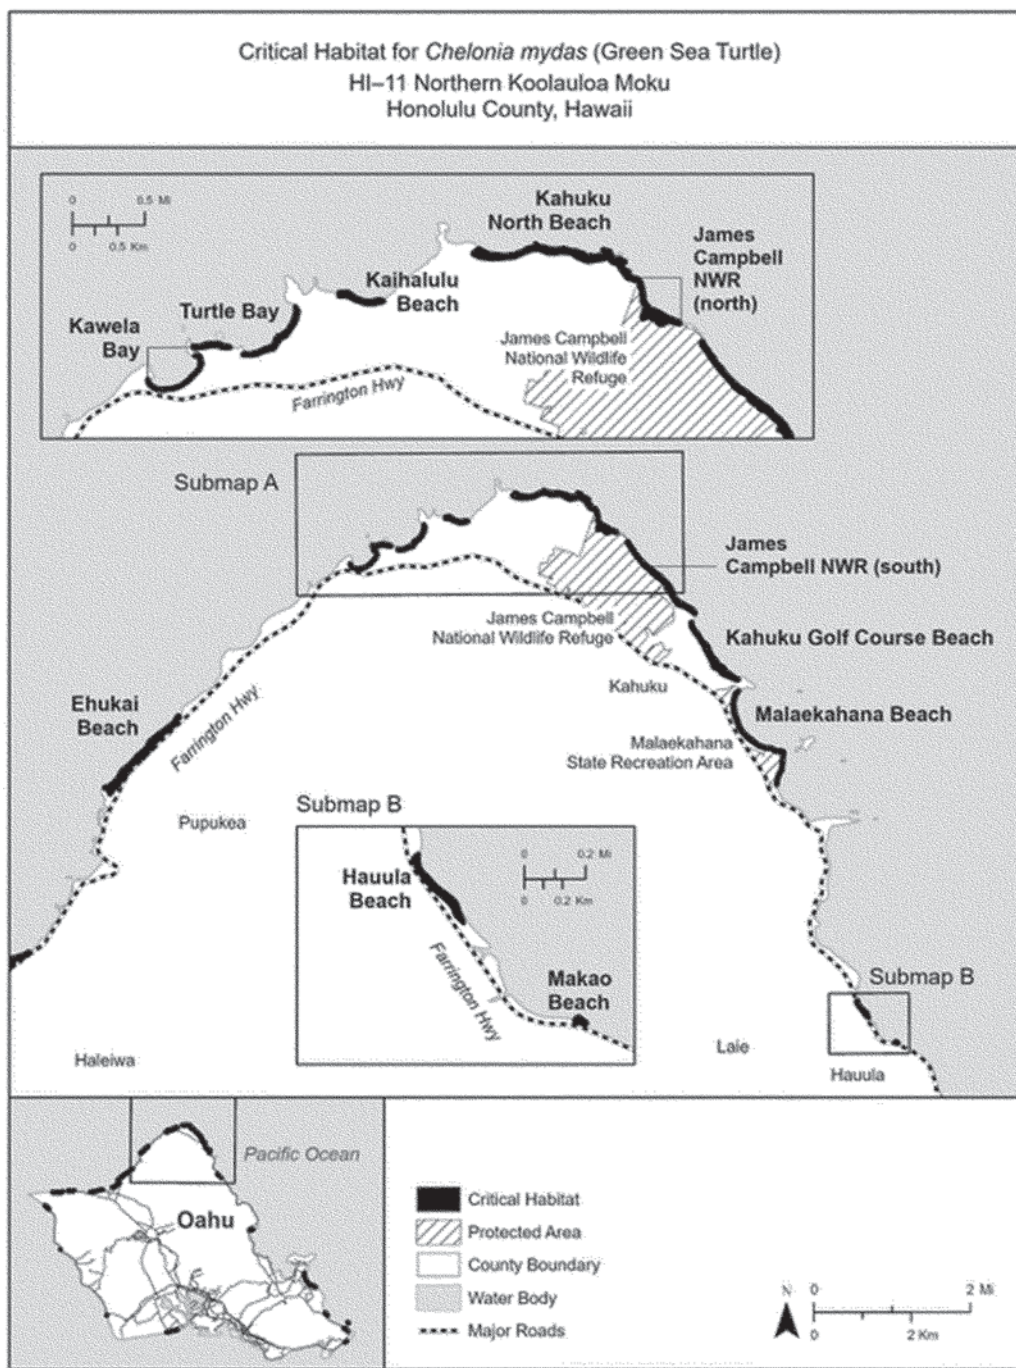 Critical Habitat for Chelonia mydas (Green Sea Turtle)
HI–11 Northern Koolauloa Moku
Honolulu County, Hawaii
0 0.5 Mi
0 0.5 Km
Kahuku
North Beach
James
Campbell
NWR
(north)
Kaihalulu
Beach
Turtle Bay
Kawela
Bay
James Campbell
National Wildlife
Refuge
Farrington Hwy
Submap A
James
Campbell NWR (south)
James Campbell
National Wildlife Refuge
Kahuku Golf Course Beach
Kahuku
Ehukai
Beach
Farrington Hwy
Malaekahana Beach
Malaekahana
State Recreation Area
Pupukea
Submap B
0 0.2 Mi
0 0.2 Km
Hauula
Beach
Farrington Hwy
Makao
Beach
Submap B
Haleiwa
Laie
Hauula
Pacific Ocean
Oahu
Critical Habitat
Protected Area
County Boundary
Water Body
Major Roads
N
0 2 Mi
0 2 Km